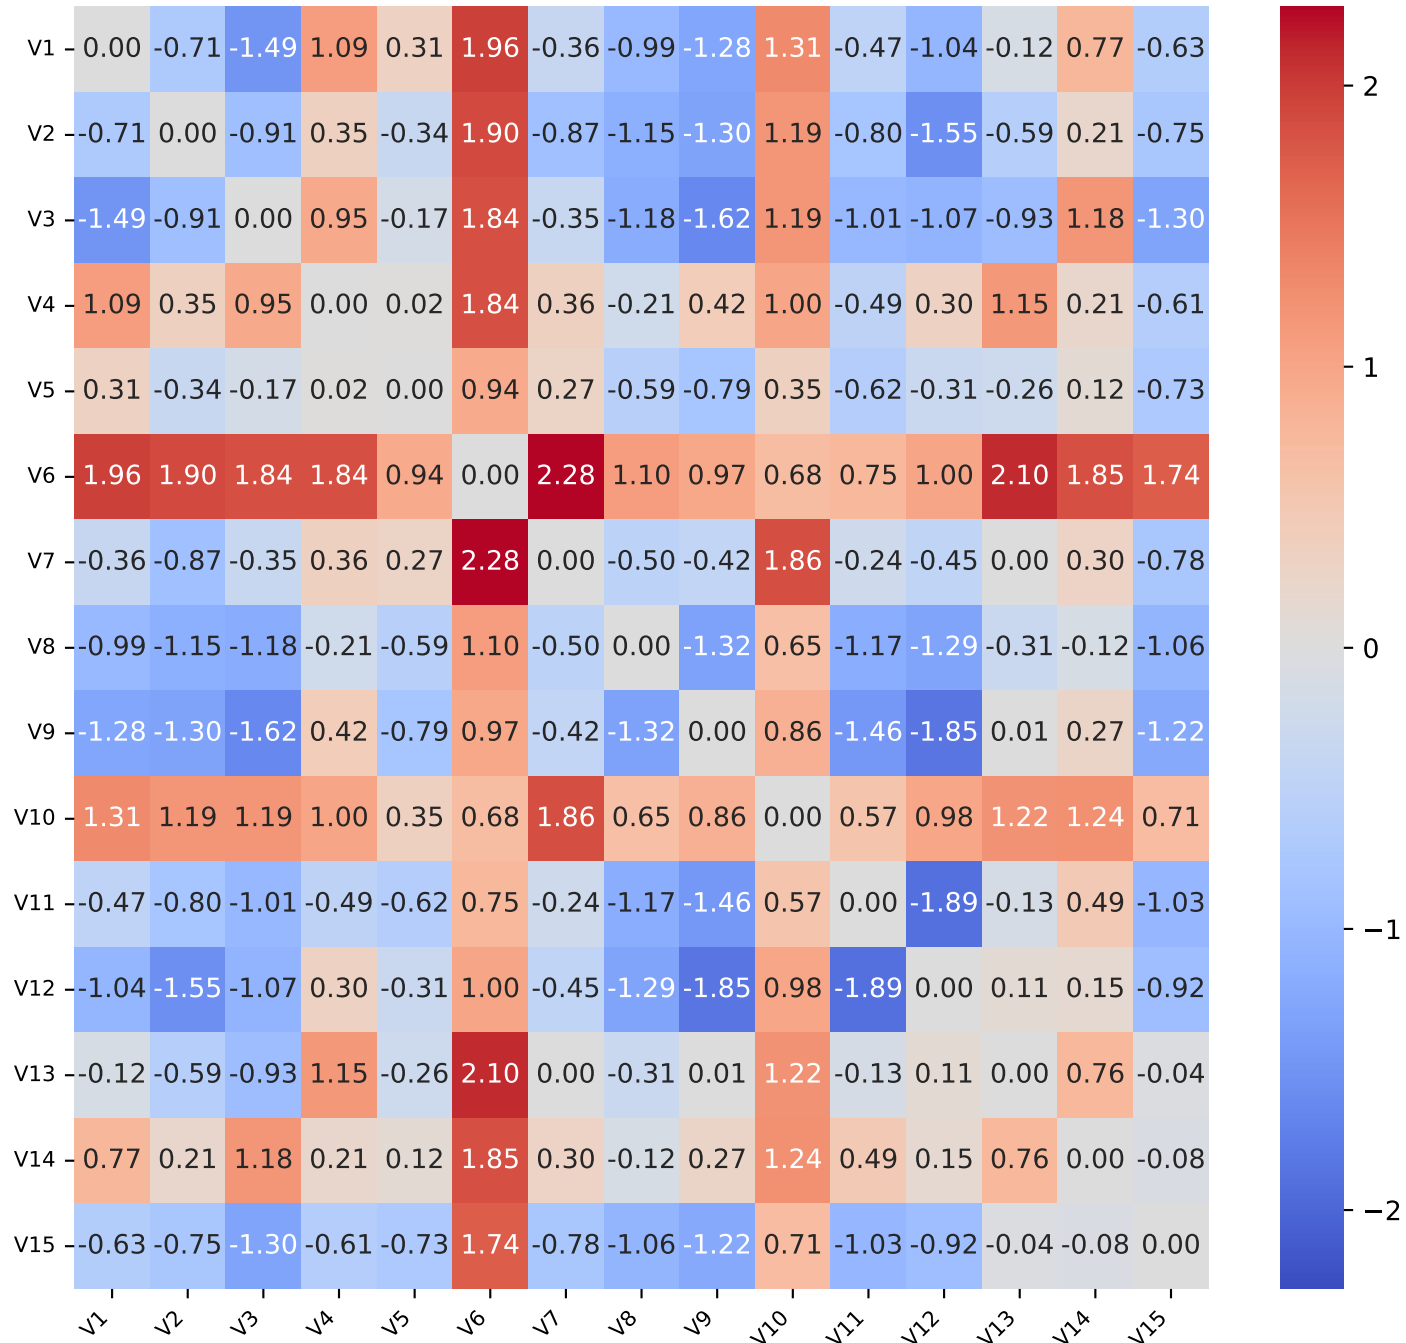 V1 0.00 -0.71 -1.49 1.09 0.31 1.96 -0.36 -0.99 -1.28 1.31 -0.47 -1.04 -0.12 0.77 -0.63
2
V2 -0.71 0.00 -0.91 0.35 -0.34 1.90 -0.87 -1.15 -1.30 1.19 -0.80 -1.55 -0.59 0.21 -0.75
V3 -1.49 -0.91 0.00 0.95 -0.17 1.84 -0.35 -1.18 -1.62 1.19 -1.01 -1.07 -0.93 1.18 -1.30
V4 1.09 0.35 0.95 0.00 0.02 1.84 0.36 -0.21 0.42 1.00 -0.49 0.30 1.15 0.21 -0.61
1
V5 0.31 -0.34 -0.17 0.02 0.00 0.94 0.27 -0.59 -0.79 0.35 -0.62 -0.31 -0.26 0.12 -0.73
V6 1.96 1.90 1.84 1.84 0.94 0.00 2.28 1.10 0.97 0.68 0.75 1.00 2.10 1.85 1.74
V7 -0.36 -0.87 -0.35 0.36 0.27 2.28 0.00 -0.50 -0.42 1.86 -0.24 -0.45 0.00 0.30 -0.78
V8 -0.99 -1.15 -1.18 -0.21 -0.59 1.10 -0.50 0.00 -1.32 0.65 -1.17 -1.29 -0.31 -0.12 -1.06
0
V9 -1.28 -1.30 -1.62 0.42 -0.79 0.97 -0.42 -1.32 0.00 0.86 -1.46 -1.85 0.01 0.27 -1.22
V10 1.31 1.19 1.19 1.00 0.35 0.68 1.86 0.65 0.86 0.00 0.57 0.98 1.22 1.24 0.71
V11 -0.47 -0.80 -1.01 -0.49 -0.62 0.75 -0.24 -1.17 -1.46 0.57 0.00 -1.89 -0.13 0.49 -1.03
−1
V12 -1.04 -1.55 -1.07 0.30 -0.31 1.00 -0.45 -1.29 -1.85 0.98 -1.89 0.00 0.11 0.15 -0.92
V13 -0.12 -0.59 -0.93 1.15 -0.26 2.10 0.00 -0.31 0.01 1.22 -0.13 0.11 0.00 0.76 -0.04
V14 0.77 0.21 1.18 0.21 0.12 1.85 0.30 -0.12 0.27 1.24 0.49 0.15 0.76 0.00 -0.08
−2
V15 -0.63 -0.75 -1.30 -0.61 -0.73 1.74 -0.78 -1.06 -1.22 0.71 -1.03 -0.92 -0.04 -0.08 0.00
V1 V2 V3 V4 V5 V6 V7 V8 V9 V10 V11 V12 V13 V14 V15